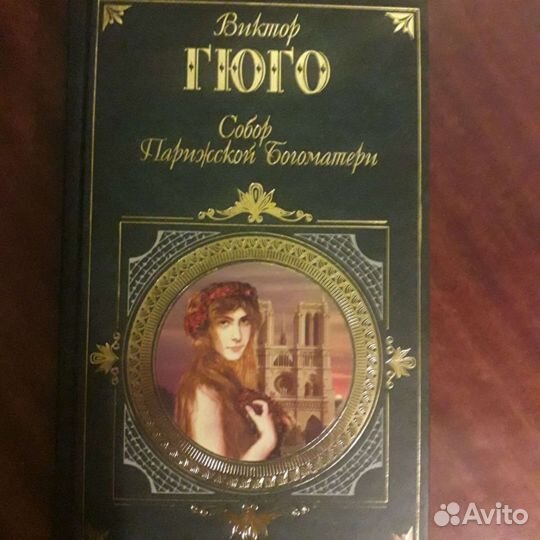 Виктор
ГЮГО
Собор
Парижской Богоматери
Avito